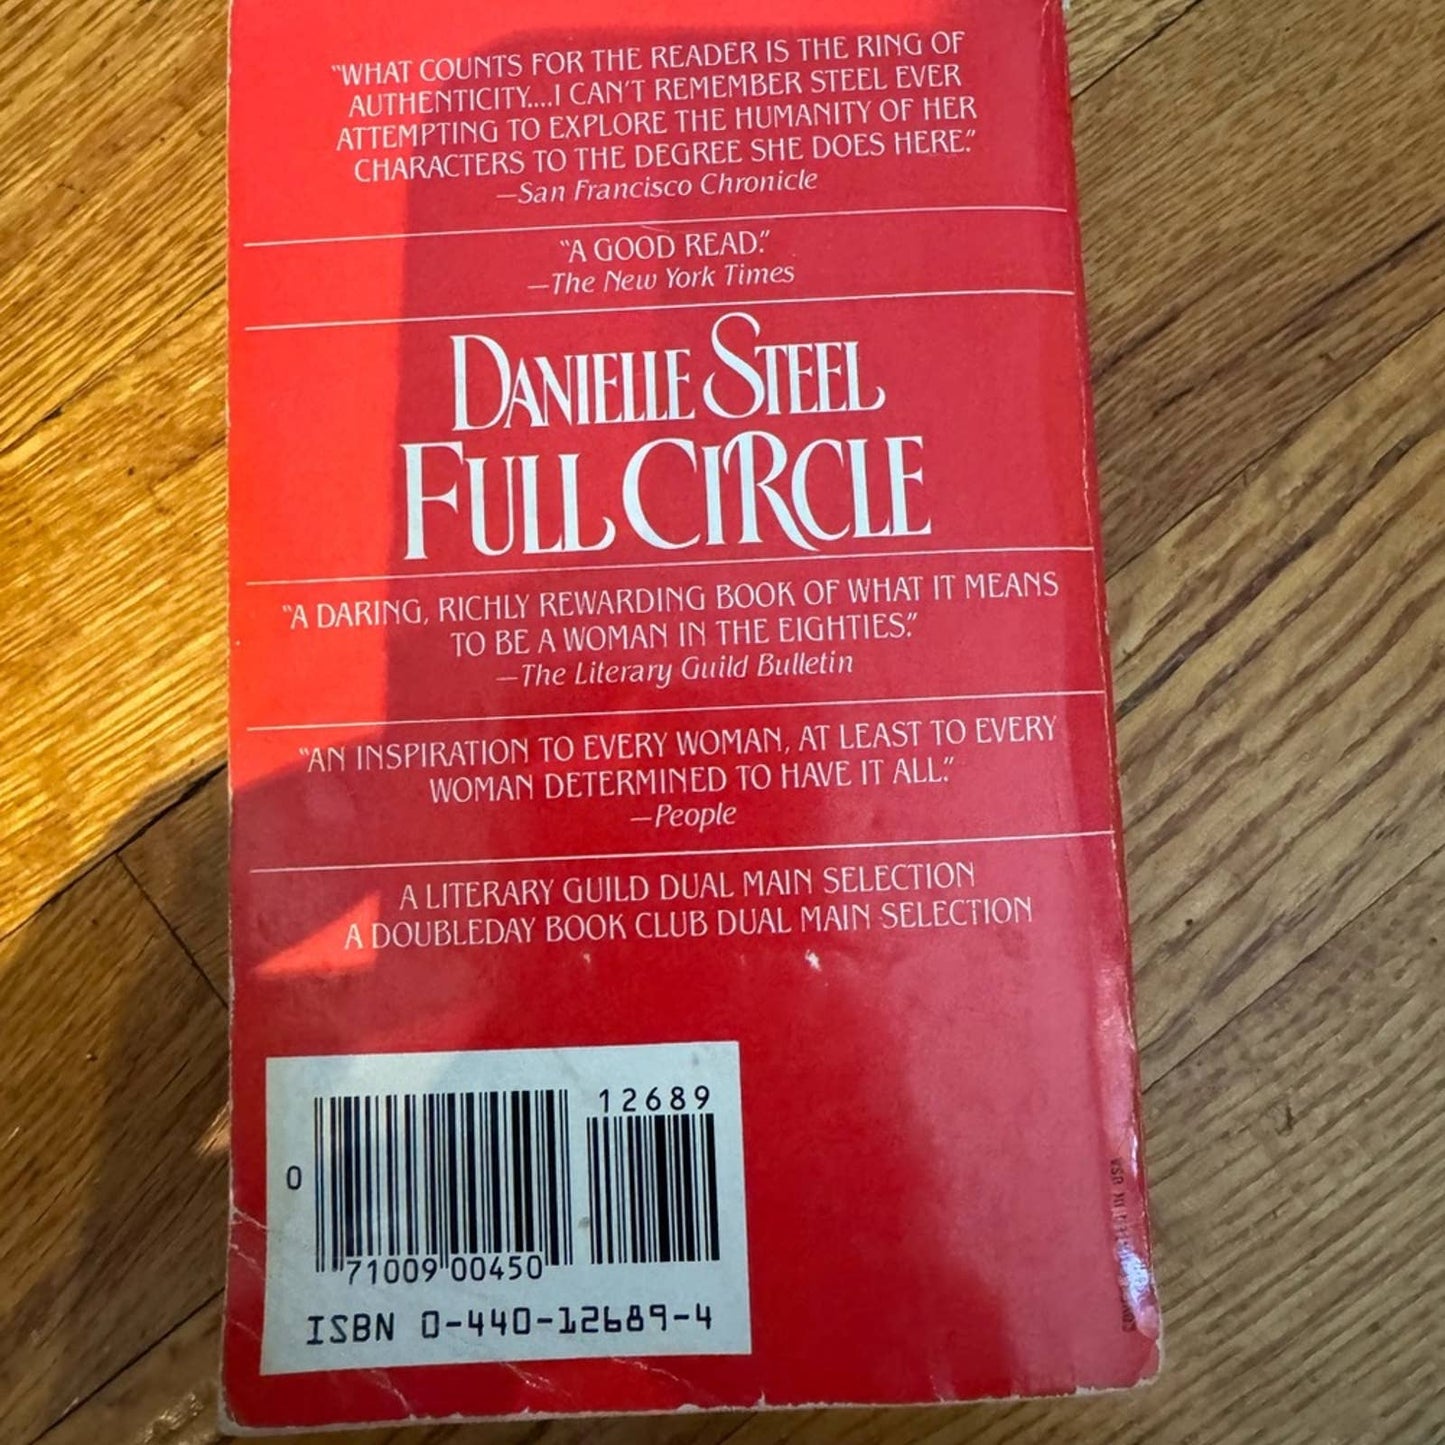 "WHAT COUNTS FOR THE READER IS THE RING OF
AUTHENTICITY....I CAN'T REMEMBER STEEL EVER
ATTEMPTING TO EXPLORE THE HUMANITY OF HER
CHARACTERS TO THE DEGREE SHE DOES HERE."
—San Francisco Chronicle
"A GOOD READ."
—The New York Times
DANIELLE STEEL
FULL CIRCLE
"A DARING, RICHLY REWARDING BOOK OF WHAT IT MEANS
TO BE A WOMAN IN THE EIGHTIES."
—The Literary Guild Bulletin
"AN INSPIRATION TO EVERY WOMAN, AT LEAST TO EVERY
WOMAN DETERMINED TO HAVE IT ALL."
—People
A LITERARY GUILD DUAL MAIN SELECTION
A DOUBLEDAY BOOK CLUB DUAL MAIN SELECTION
12689
0
71009 00450
ISBN 0-440-12689-4
IN USA